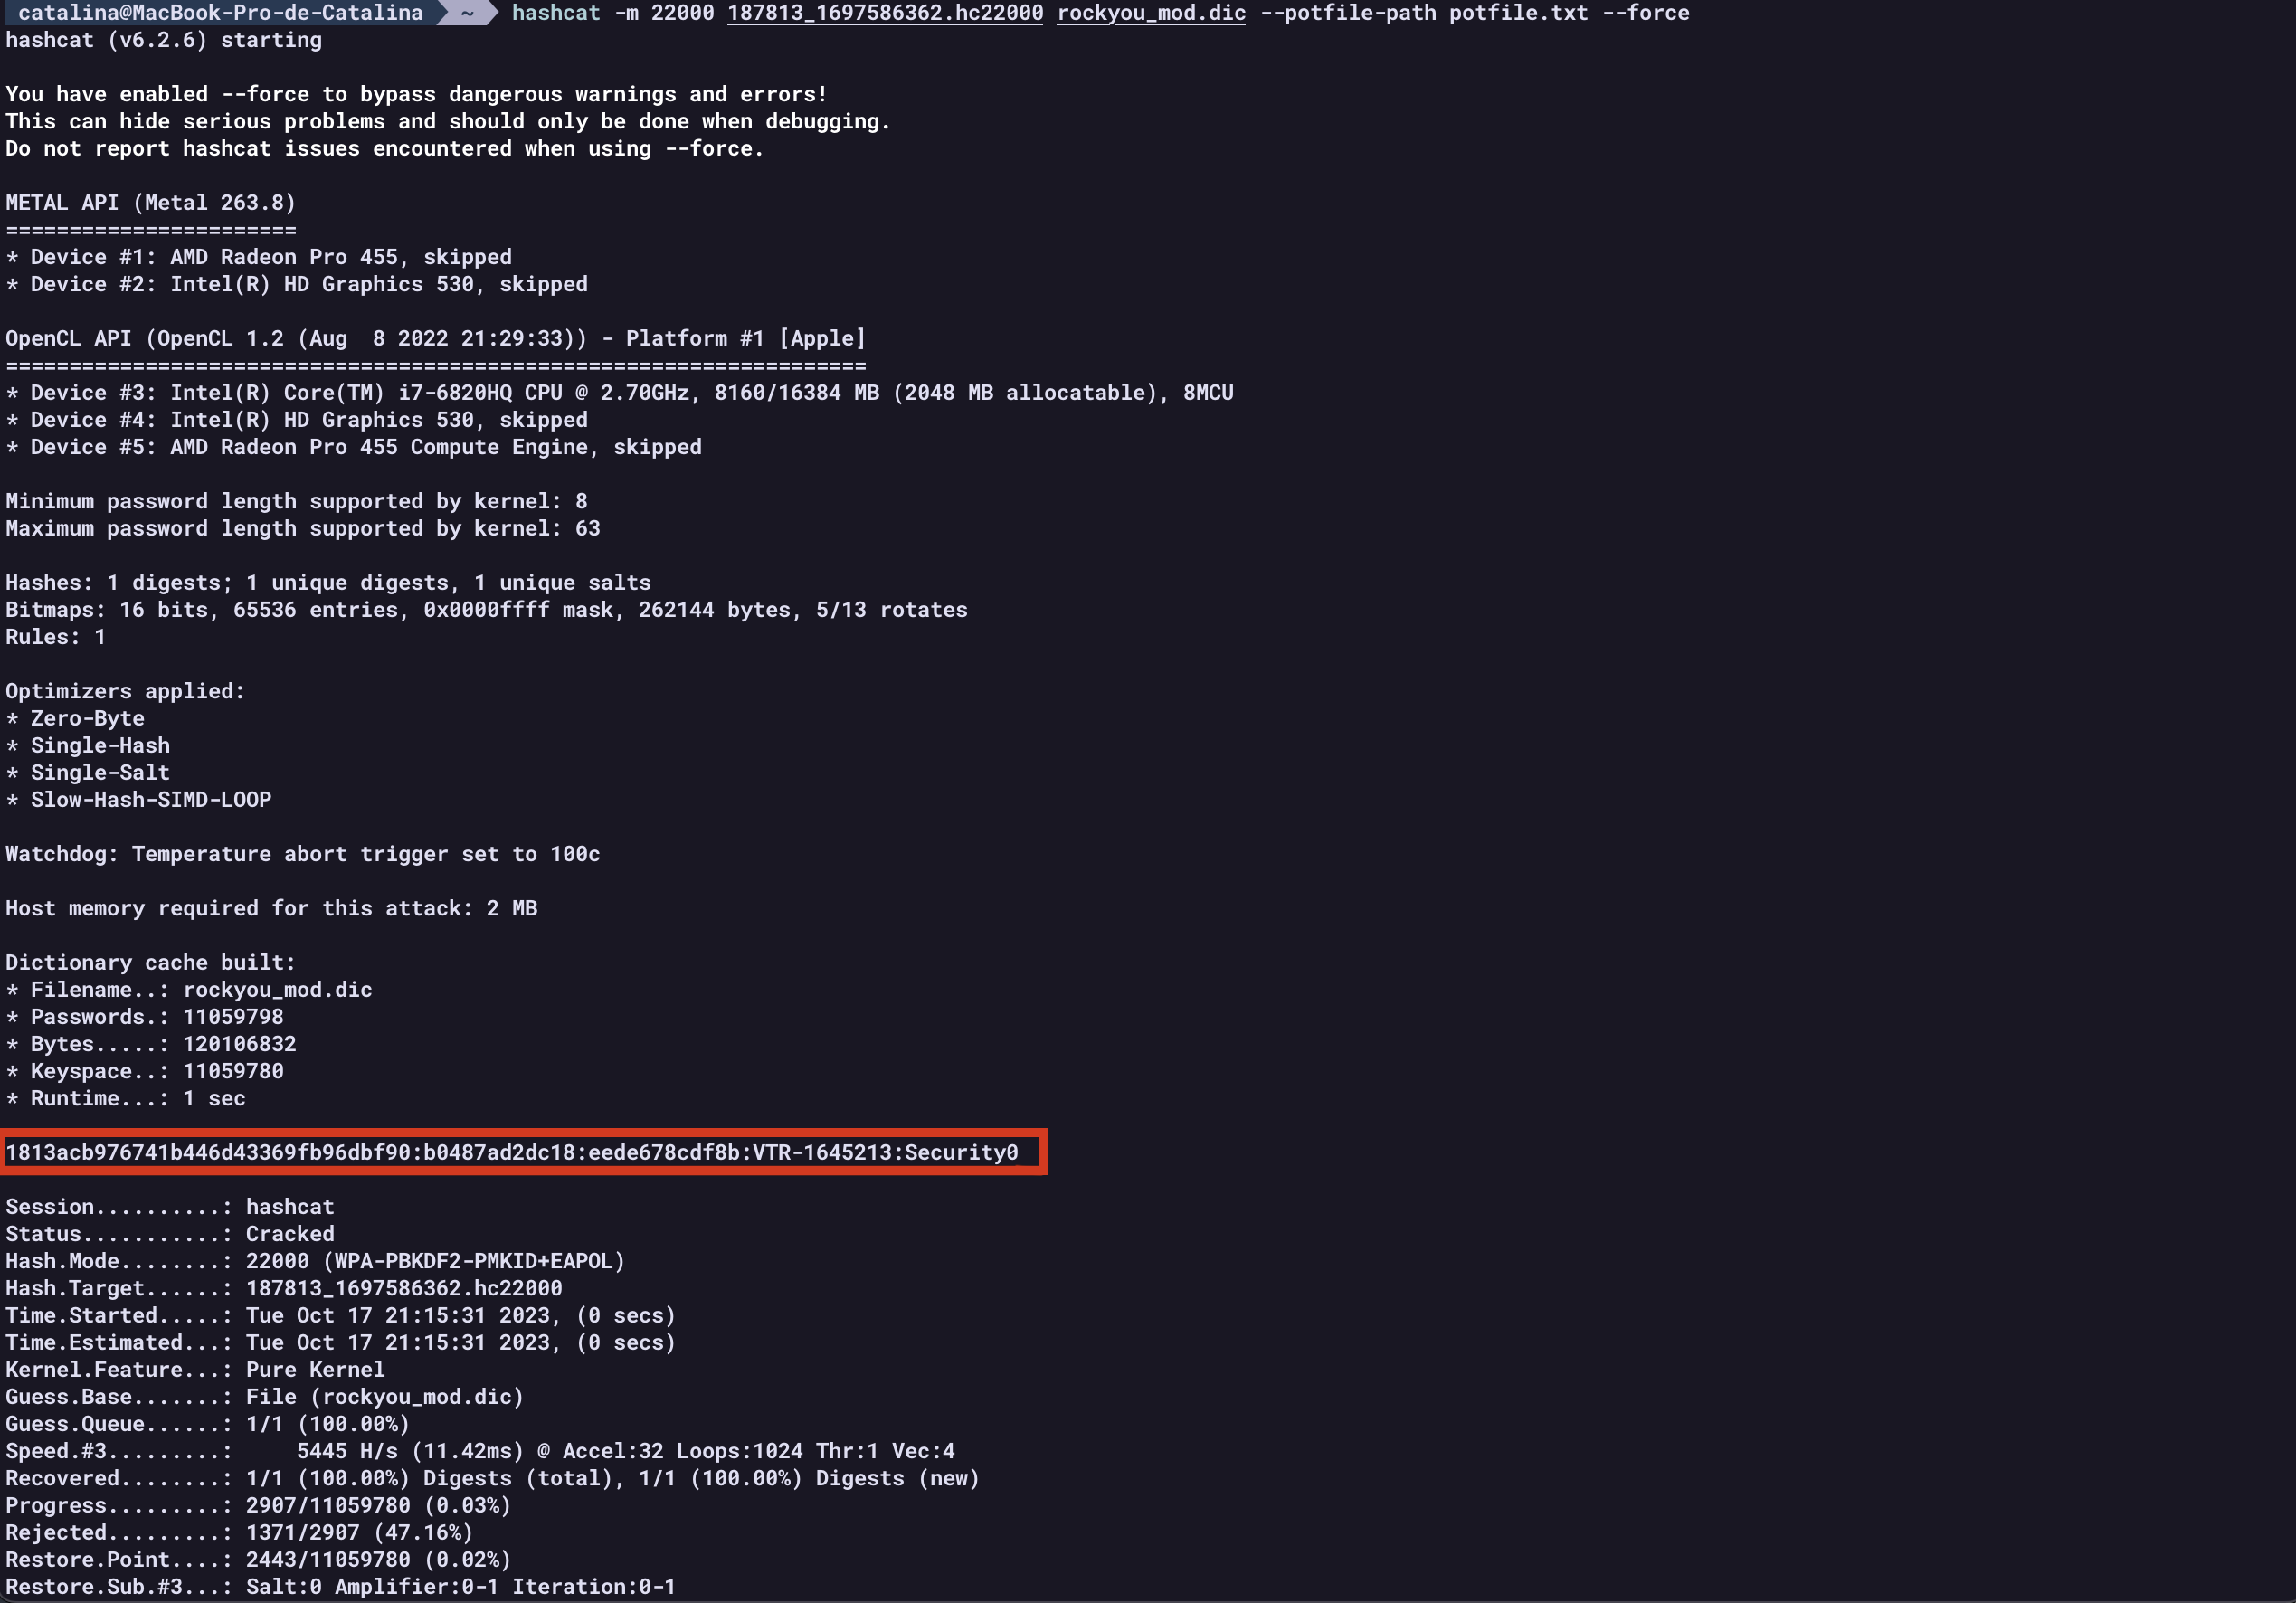 catalina@MacBook-Pro-de-Catalina ~ hashcat -m 22000 187813_1697586362.hc22000 rockyou_mod.dic --potfile-path potfile.txt --force
hashcat (v6.2.6) starting
You have enabled --force to bypass dangerous warnings and errors!
This can hide serious problems and should only be done when debugging.
Do not report hashcat issues encountered when using --force.
METAL API (Metal 263.8)
=======================
* Device #1: AMD Radeon Pro 455, skipped
* Device #2: Intel(R) HD Graphics 530, skipped
OpenCL API (OpenCL 1.2 (Aug  8 2022 21:29:33)) - Platform #1 [Apple]
====================================================================
* Device #3: Intel(R) Core(TM) i7-6820HQ CPU @ 2.70GHz, 8160/16384 MB (2048 MB allocatable), 8MCU
* Device #4: Intel(R) HD Graphics 530, skipped
* Device #5: AMD Radeon Pro 455 Compute Engine, skipped
Minimum password length supported by kernel: 8
Maximum password length supported by kernel: 63
Hashes: 1 digests; 1 unique digests, 1 unique salts
Bitmaps: 16 bits, 65536 entries, 0x0000ffff mask, 262144 bytes, 5/13 rotates
Rules: 1
Optimizers applied:
* Zero-Byte
* Single-Hash
* Single-Salt
* Slow-Hash-SIMD-LOOP
Watchdog: Temperature abort trigger set to 100c
Host memory required for this attack: 2 MB
Dictionary cache built:
* Filename..: rockyou_mod.dic
* Passwords.: 11059798
* Bytes.....: 120106832
* Keyspace..: 11059780
* Runtime...: 1 sec
1813acb976741b446d43369fb96dbf90:b0487ad2dc18:eede678cdf8b:VTR-1645213:Security0
Session..........: hashcat
Status...........: Cracked
Hash.Mode........: 22000 (WPA-PBKDF2-PMKID+EAPOL)
Hash.Target......: 187813_1697586362.hc22000
Time.Started.....: Tue Oct 17 21:15:31 2023, (0 secs)
Time.Estimated...: Tue Oct 17 21:15:31 2023, (0 secs)
Kernel.Feature...: Pure Kernel
Guess.Base.......: File (rockyou_mod.dic)
Guess.Queue......: 1/1 (100.00%)
Speed.#3.........:     5445 H/s (11.42ms) @ Accel:32 Loops:1024 Thr:1 Vec:4
Recovered........: 1/1 (100.00%) Digests (total), 1/1 (100.00%) Digests (new)
Progress.........: 2907/11059780 (0.03%)
Rejected.........: 1371/2907 (47.16%)
Restore.Point....: 2443/11059780 (0.02%)
Restore.Sub.#3...: Salt:0 Amplifier:0-1 Iteration:0-1